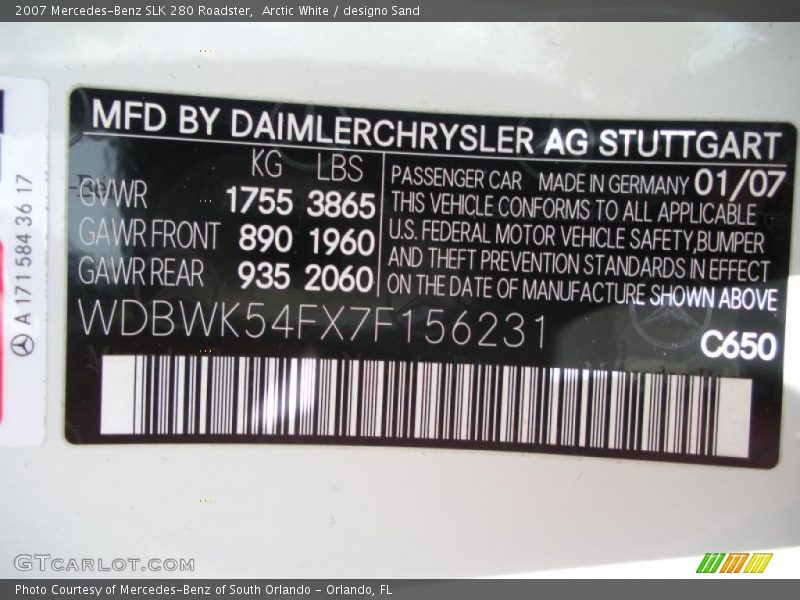 2007 Mercedes-Benz SLK 280 Roadster,  Arctic White / designo Sand
MFD BY DAIMLERCHRYSLER AG STUTTGART
KG LBS
GVWR 1755 3865
GAWR FRONT 890 1960
GAWR REAR 935 2060
PASSENGER CAR MADE IN GERMANY 01/07
THIS VEHICLE CONFORMS TO ALL APPLICABLE
U.S. FEDERAL MOTOR VEHICLE SAFETY,BUMPER
AND THEFT PREVENTION STANDARDS IN EFFECT
ON THE DATE OF MANUFACTURE SHOWN ABOVE
WDBWK54FX7F156231
C650
A 171 584 36 17
GTCARLOT.COM
Photo Courtesy of Mercedes-Benz of South Orlando - Orlando, FL